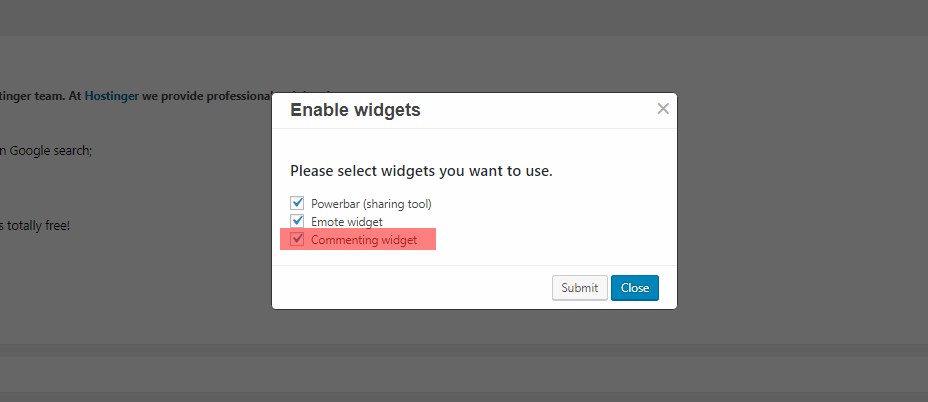 Enable widgets
tinger team. At Hostinger we provide professional
n Google search;
Please select widgets you want to use.
Powerbar (sharing tool)
s totally free!
Emote widget
Commenting widget
Submit Close